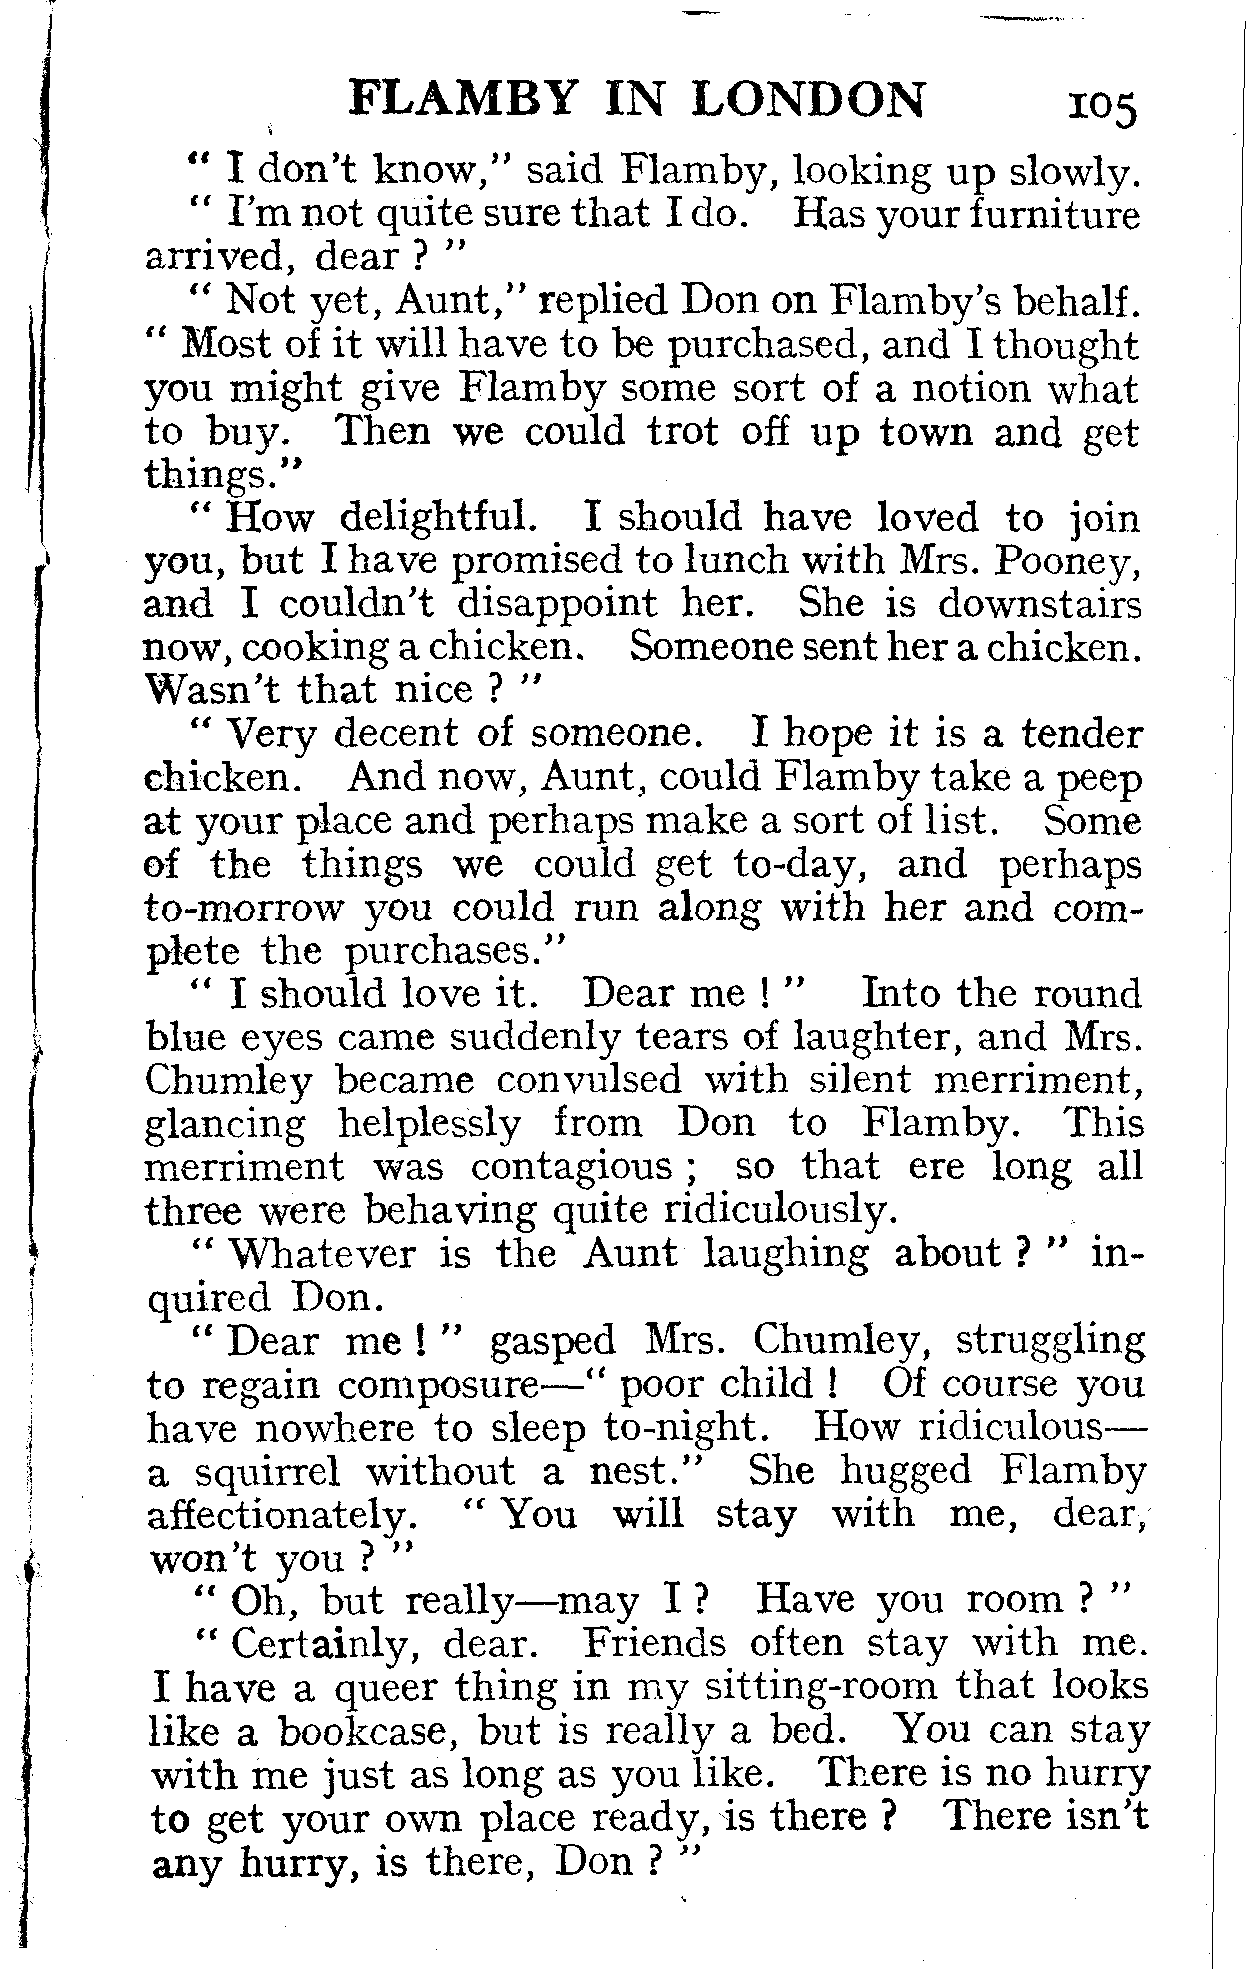 FLAMBY IN LONDON 105
" I don't know," said Flamby, looking up slowly.
" I'm not quite sure that I do. Has your furniture
arrived, dear ? "
" Not yet, Aunt," replied Don on Flamby's behalf.
" Most of it will have to be purchased, and I thought
you might give Flamby some sort of a notion what
to buy. Then we could trot off up town and get
things."
" How delightful. I should have loved to join
you, but I have promised to lunch with Mrs. Pooney,
and I couldn't disappoint her. She is downstairs
now, cooking a chicken. Someone sent her a chicken.
Wasn't that nice ? "
" Very decent of someone. I hope it is a tender
chicken. And now, Aunt, could Flamby take a peep
at your place and perhaps make a sort of list. Some
of the things we could get to-day, and perhaps
to-morrow you could run along with her and com-
plete the purchases."
" I should love it. Dear me ! " Into the round
blue eyes came suddenly tears of laughter, and Mrs.
Chumley became convulsed with silent merriment,
glancing helplessly from Don to Flamby. This
merriment was contagious ; so that ere long all
three were behaving quite ridiculously.
" Whatever is the Aunt laughing about ? " in-
quired Don.
" Dear me ! " gasped Mrs. Chumley, struggling
to regain composure—" poor child ! Of course you
have nowhere to sleep to-night. How ridiculous—
a squirrel without a nest." She hugged Flamby
affectionately. " You will stay with me, dear,
won't you ? "
" Oh, but really—may I ? Have you room ? "
" Certainly, dear. Friends often stay with me.
I have a queer thing in my sitting-room that looks
like a bookcase, but is really a bed. You can stay
with me just as long as you like. There is no hurry
to get your own place ready, is there ? There isn't
any hurry, is there, Don ? "